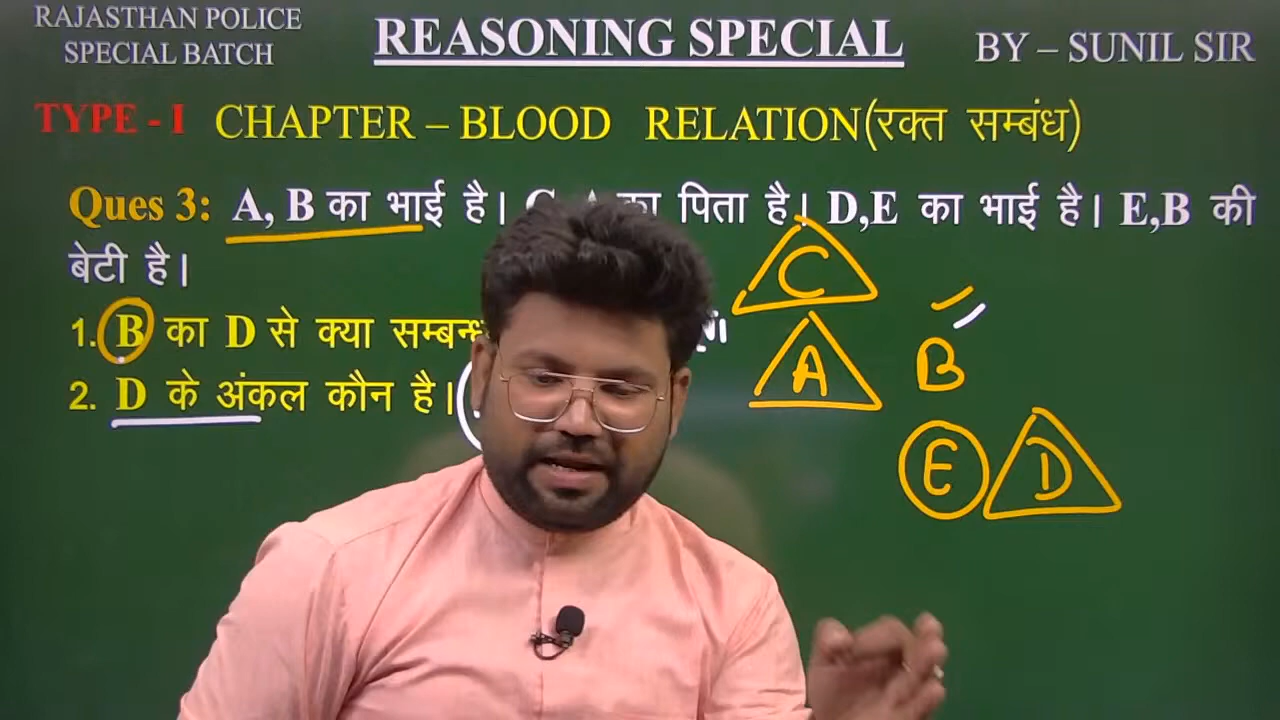 RAJASTHAN POLICE
SPECIAL BATCH
REASONING SPECIAL
BY – SUNIL SIR
TYPE - I CHAPTER – BLOOD RELATION(रक्त सम्बंध)
Ques 3: A, B का भाई है। का पिता है। D,E का भाई है। E,B की
बेटी है।
1. B का D से क्या
2. D के अंकल कौन है।
C
A B
E D